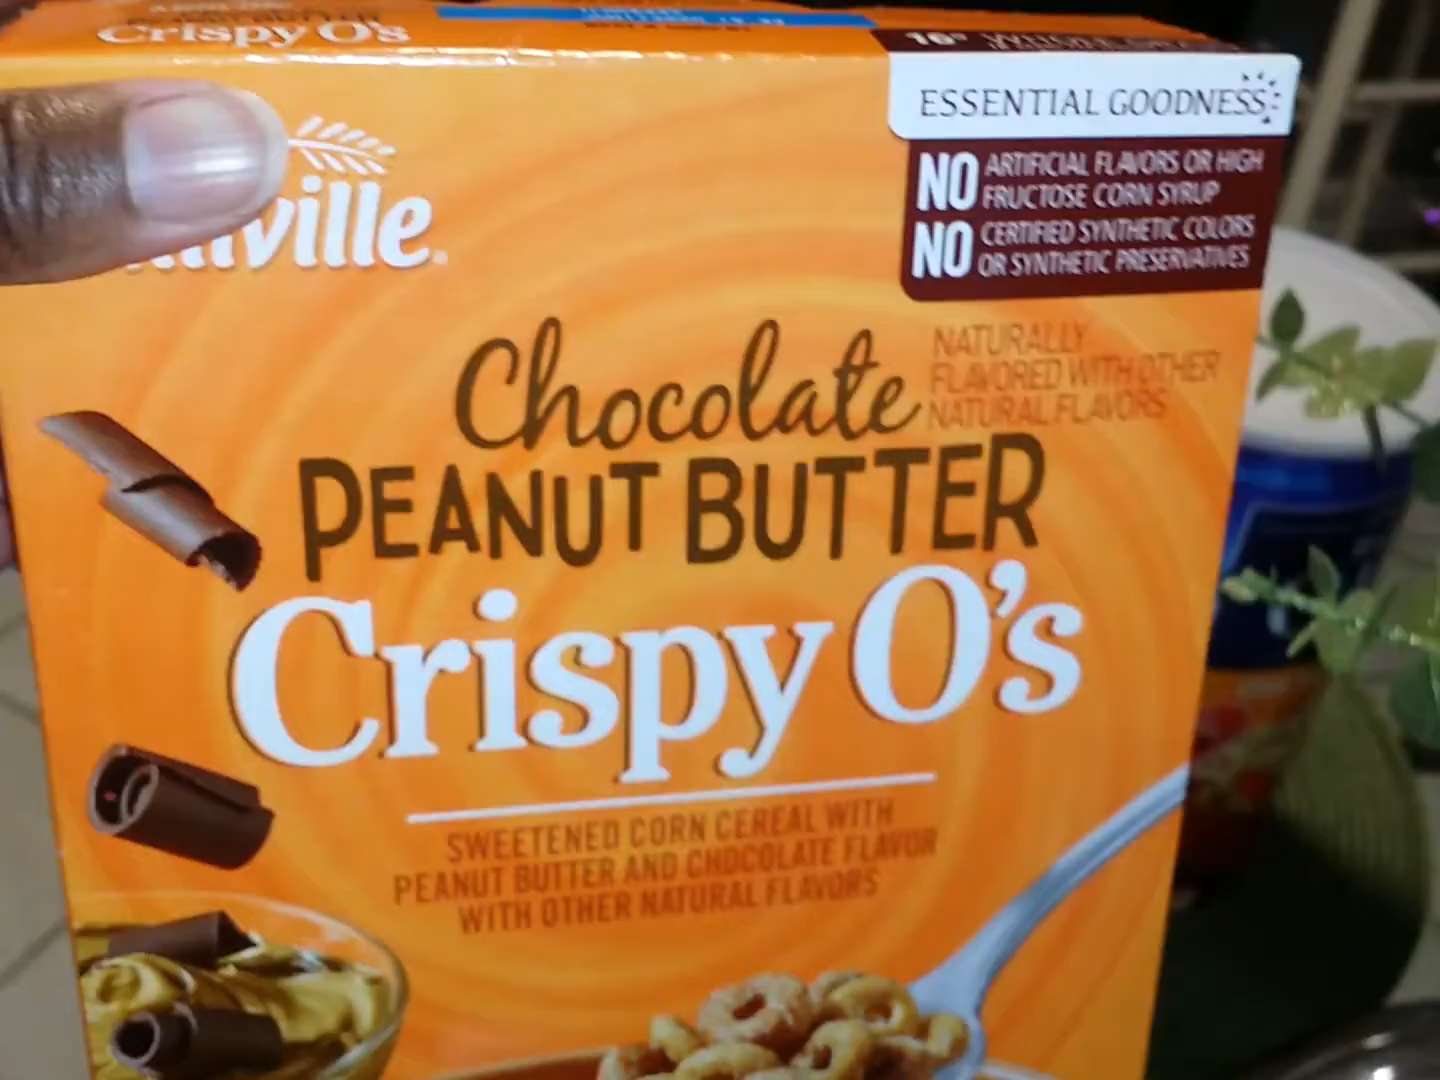 Crispy O's
ville
ESSENTIAL GOODNESS
NO ARTIFICIAL FLAVORS OR HIGH
FRUCTOSE CORN SYRUP
NO CERTIFIED SYNTHETIC COLORS
OR SYNTHETIC PRESERVATIVES
Chocolate
NATURALLY
FLAVORED WITH OTHER
NATURAL FLAVORS
PEANUT BUTTER
Crispy O's
SWEETENED CORN CEREAL WITH
PEANUT BUTTER AND CHOCOLATE FLAVOR
WITH OTHER NATURAL FLAVORS